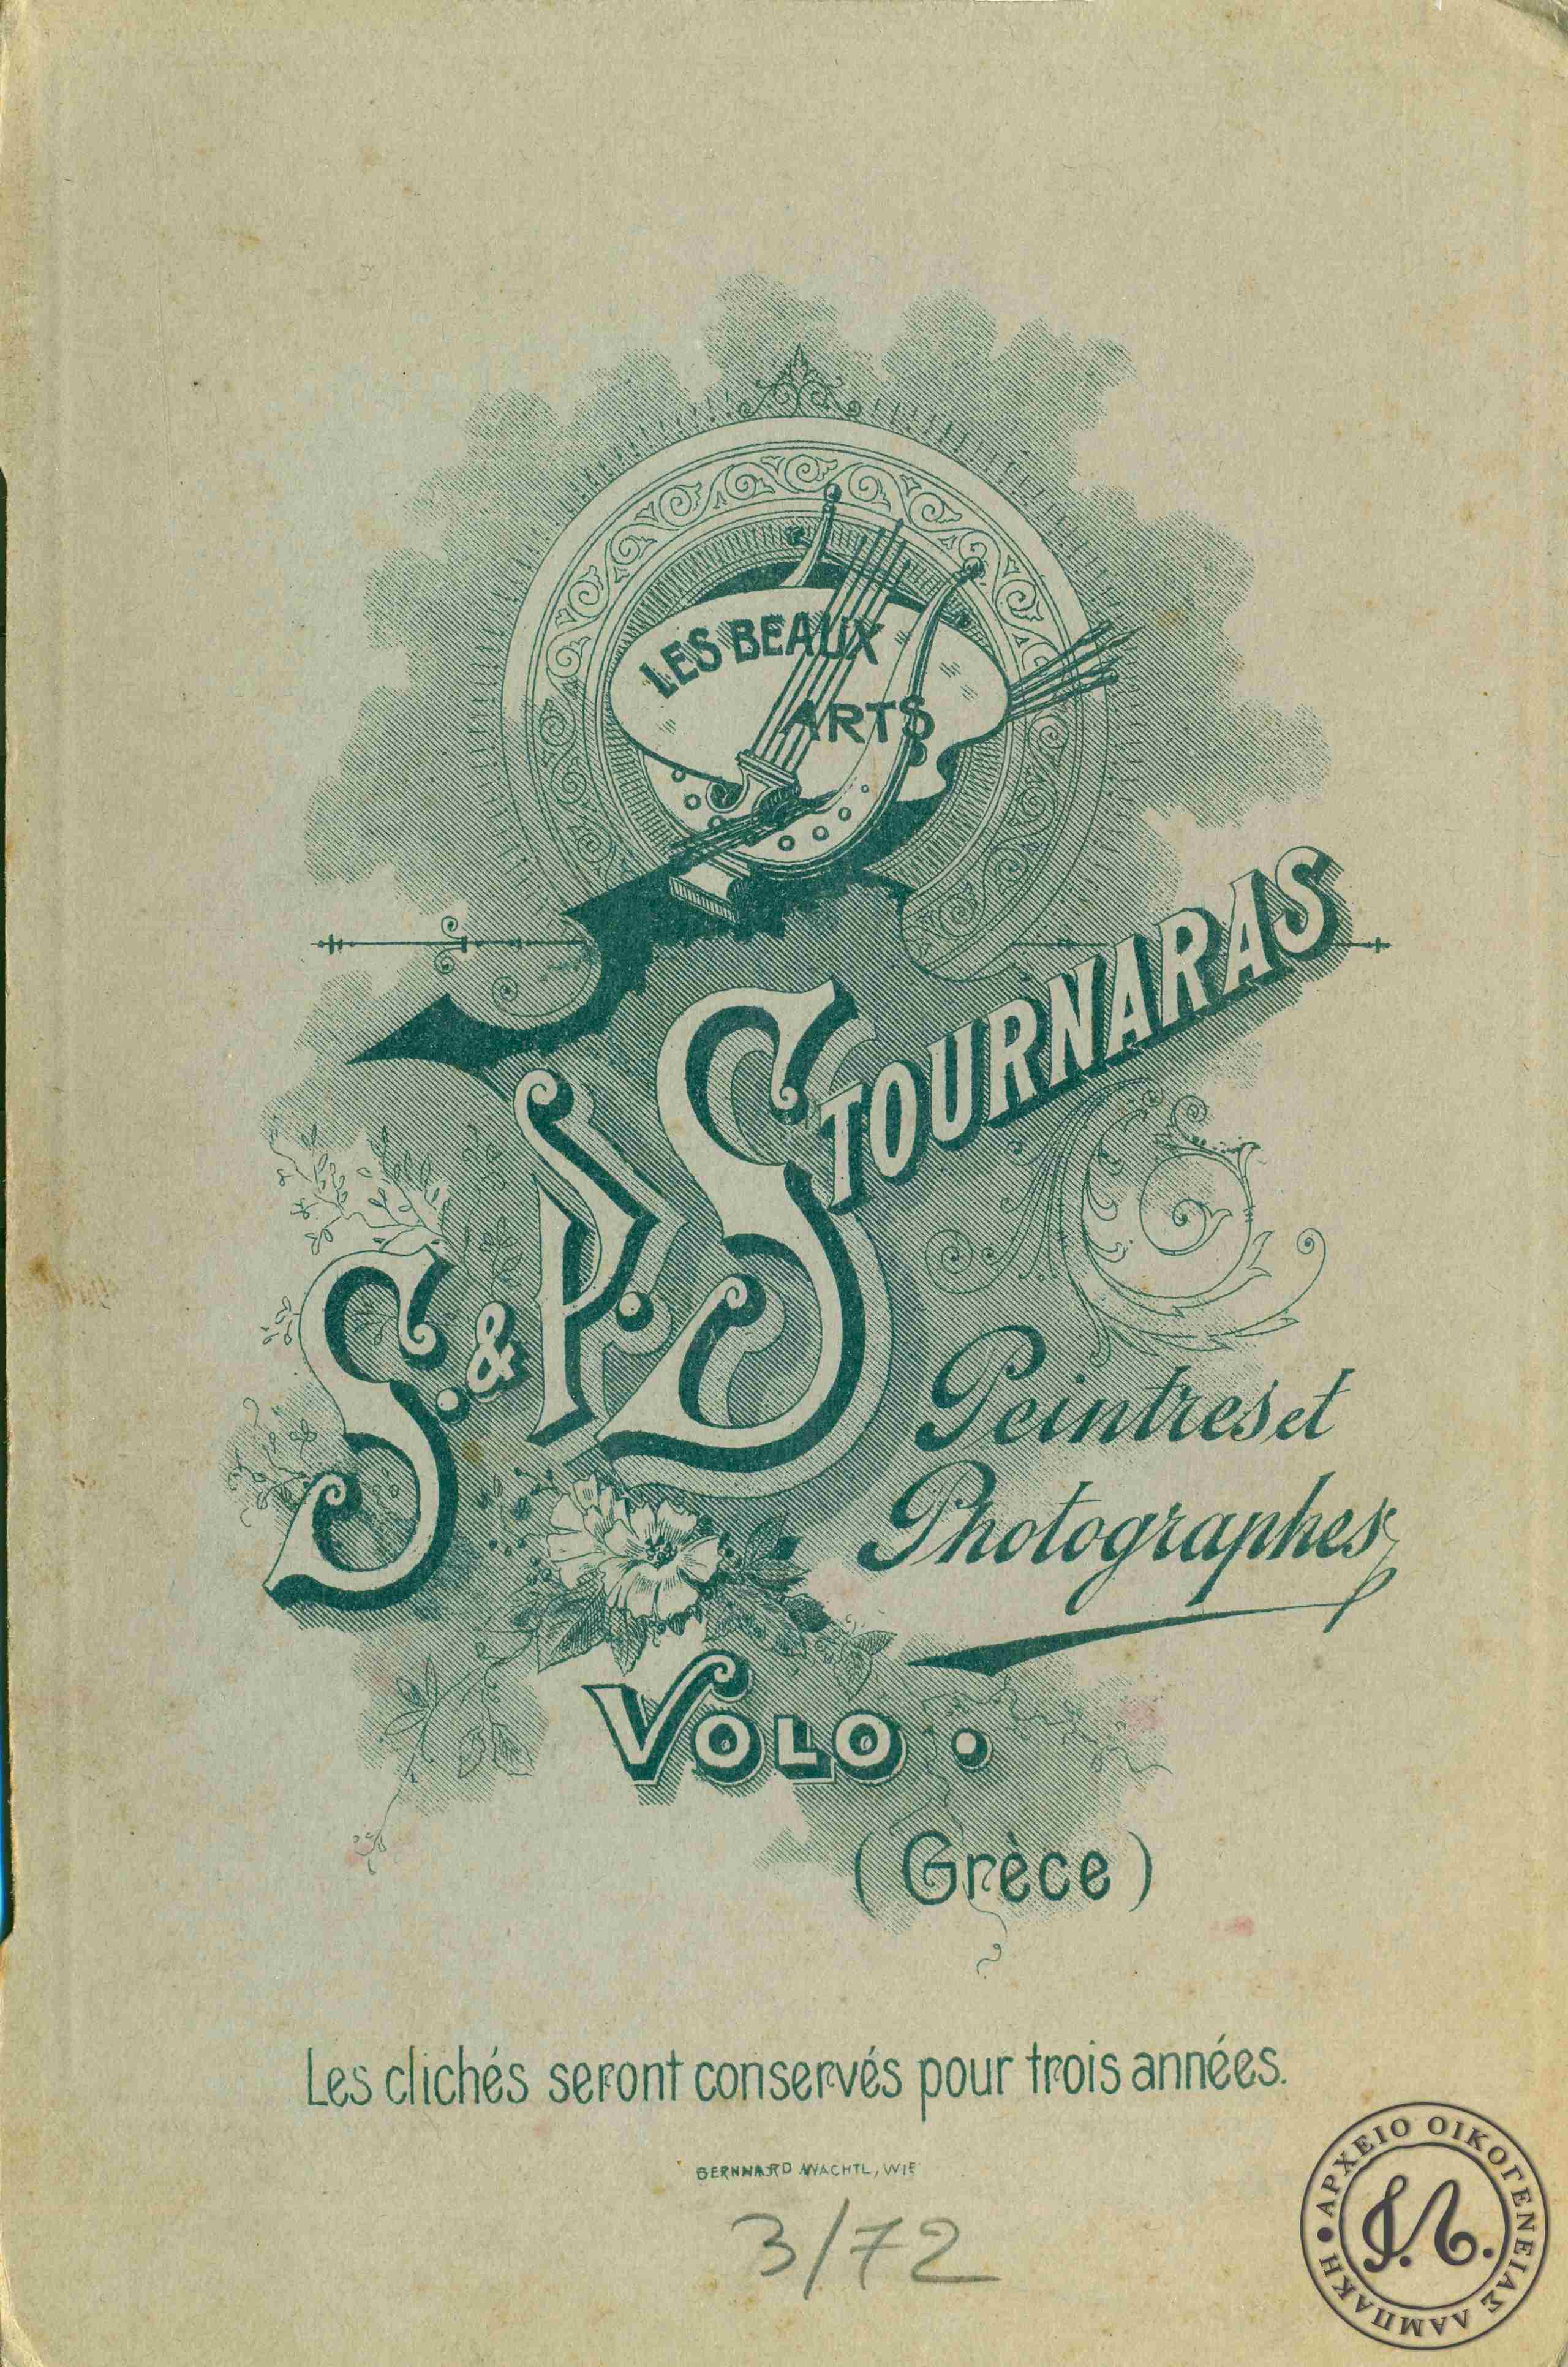 LES BEAUX
ARTS
S. & P. STOURNARAS
Peintres et
Photographes
VOLO.
(Grèce)
Les clichés seront conservés pour trois années.
BERNHARD WACHTL, WIE
3/72
ΑΡΧΕΙΟ ΟΙΚΟΓΕΝΕΙΑΣ ΛΑΜΠΑΚΗ